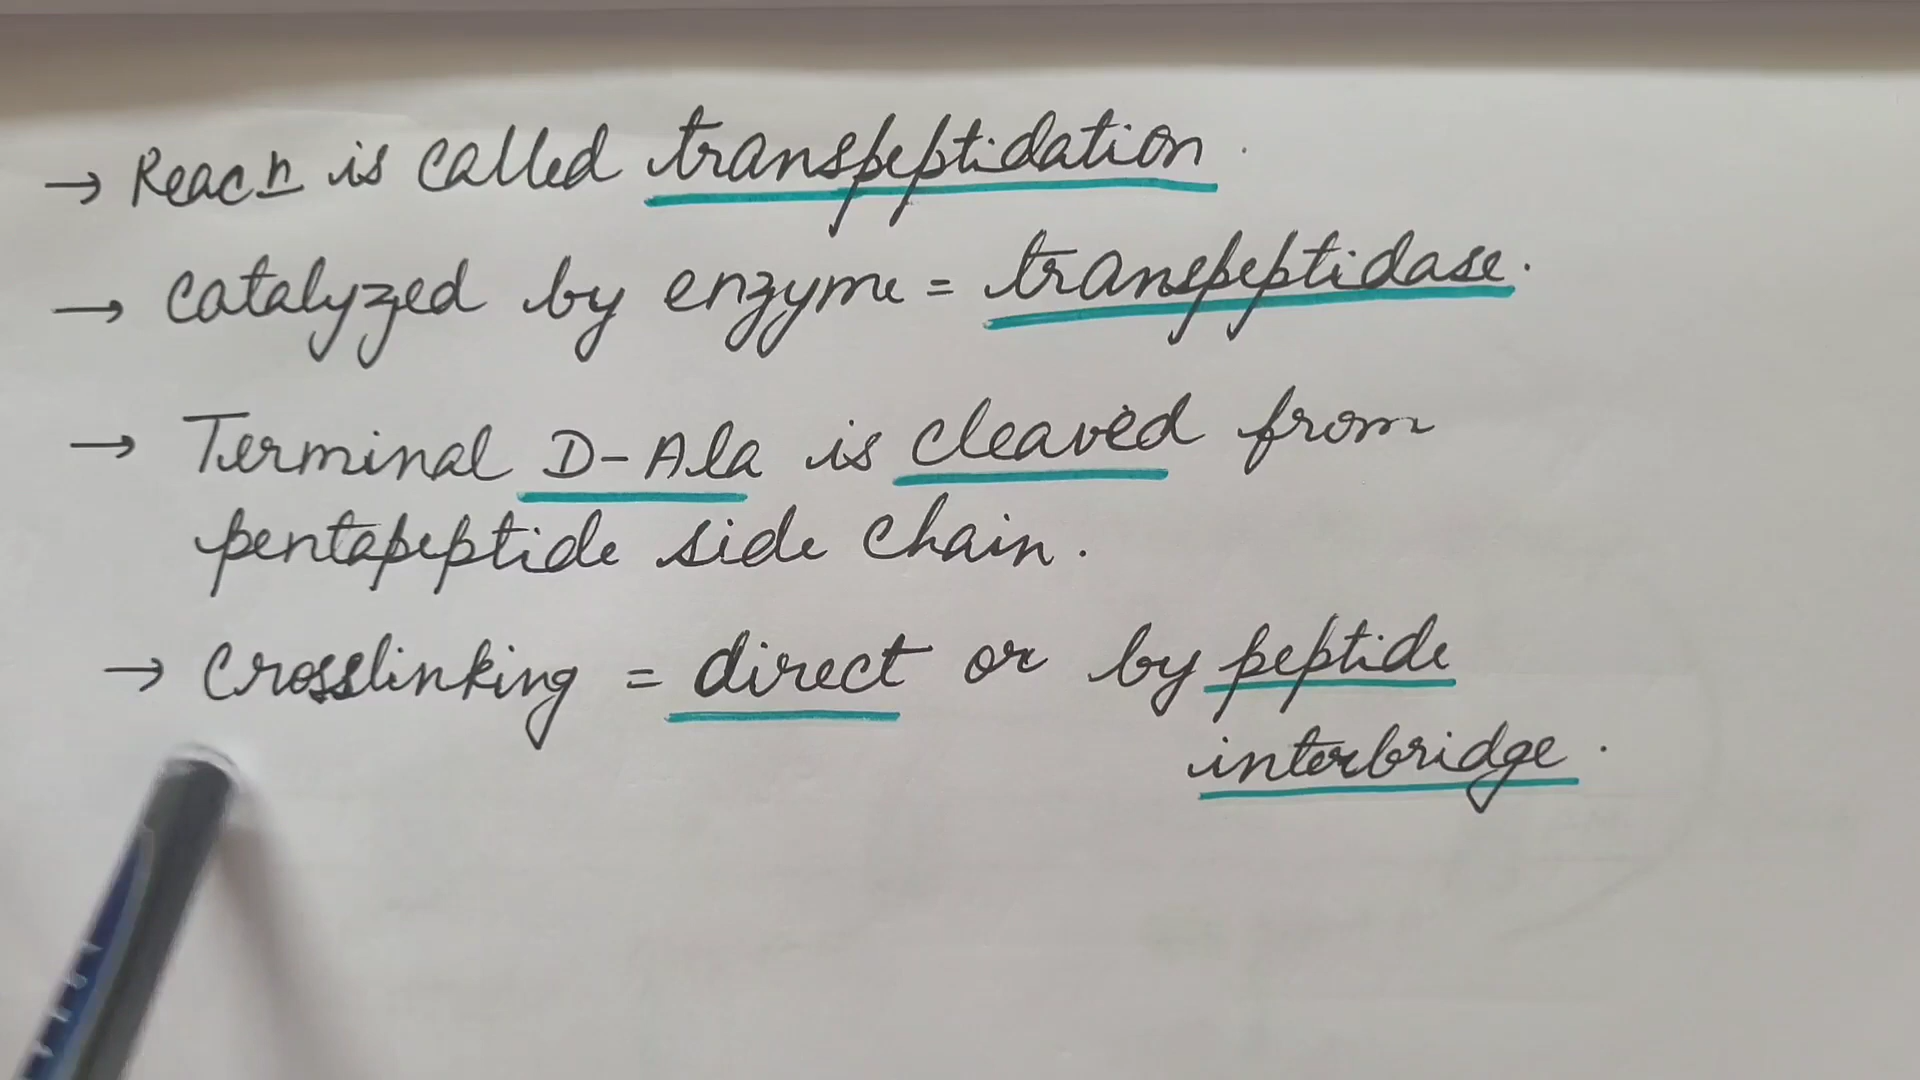 → Reacn is called transpeptidation.
→ Catalyzed by enzyme = transpeptidase.
→ Terminal D-Ala is cleaved from
pentapeptide side chain.
→ Crosslinking = direct or by peptide
interbridge.